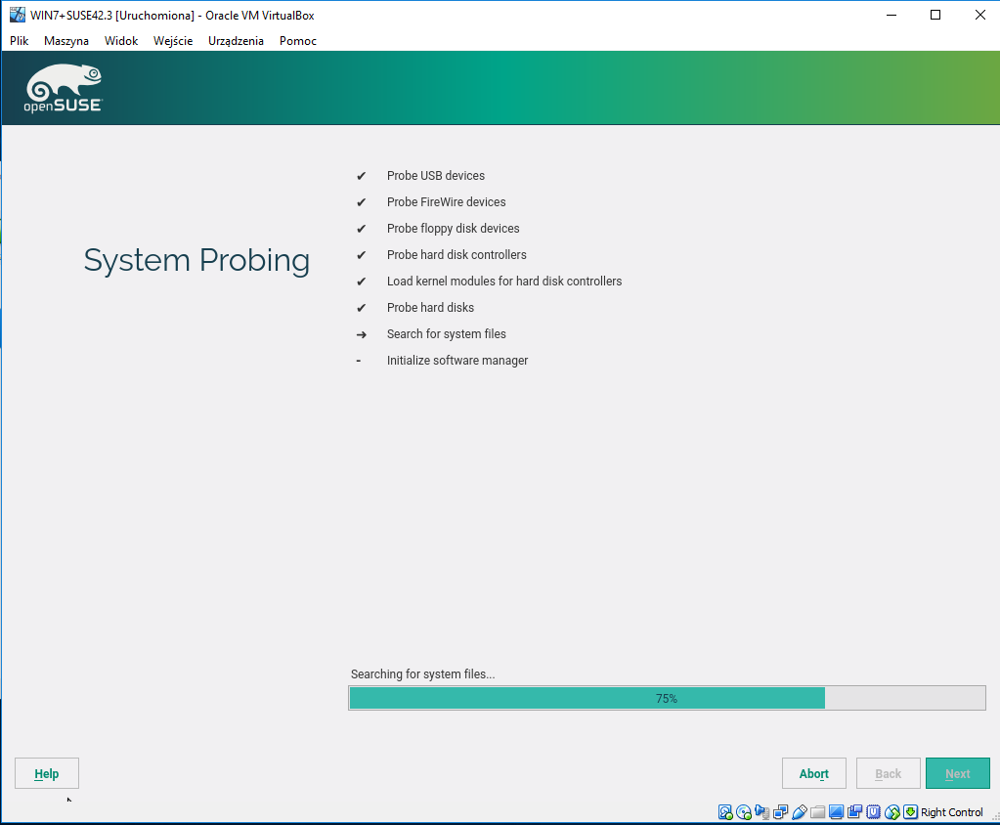 WIN7+SUSE42.3 [Uruchomiona] - Oracle VM VirtualBox
Plik Maszyna Widok Wejście Urządzenia Pomoc
openSUSE
Probe USB devices
Probe FireWire devices
Probe floppy disk devices
System Probing
Probe hard disk controllers
Load kernel modules for hard disk controllers
Probe hard disks
Search for system files
- Initialize software manager
Searching for system files...
75%
Help Abort Back Next
Right Control